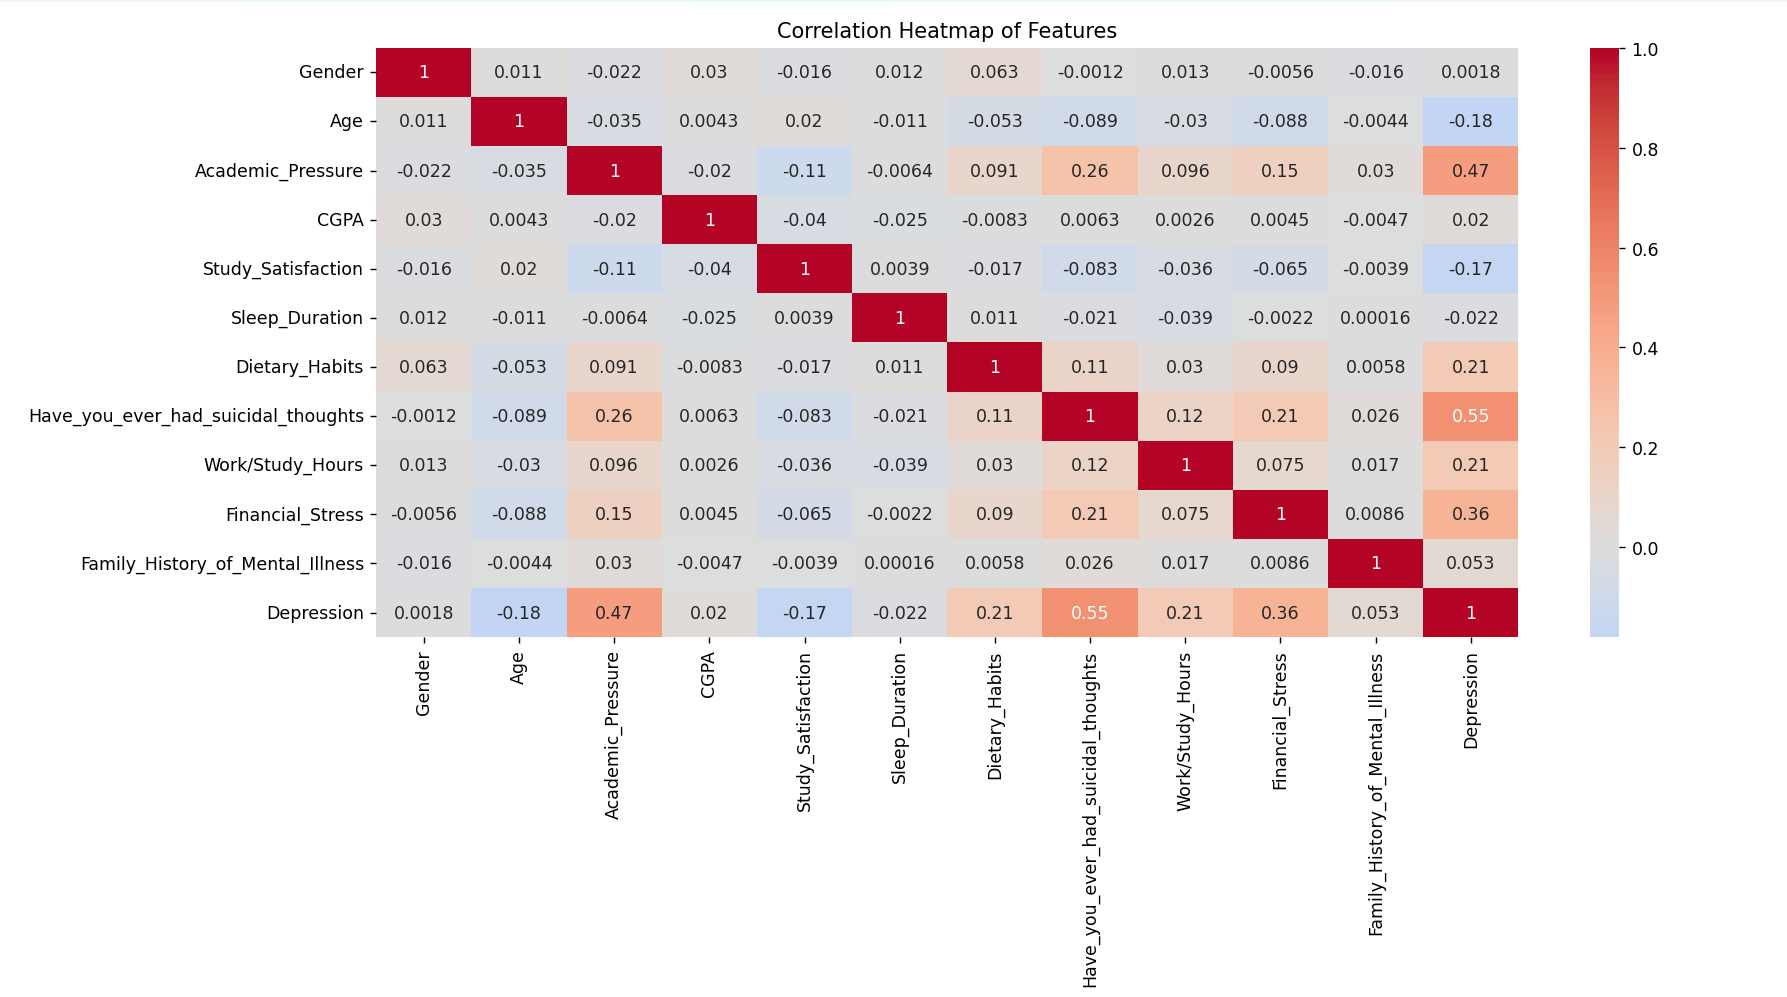 Correlation Heatmap of Features
Gender 1 0.011 -0.022 0.03 -0.016 0.012 0.063 -0.0012 0.013 -0.0056 -0.016 0.0018
Age 0.011 1 -0.035 0.0043 0.02 -0.011 -0.053 -0.089 -0.03 -0.088 -0.0044 -0.18
Academic_Pressure -0.022 -0.035 1 -0.02 -0.11 -0.0064 0.091 0.26 0.096 0.15 0.03 0.47
CGPA 0.03 0.0043 -0.02 1 -0.04 -0.025 -0.0083 0.0063 0.0026 0.0045 -0.0047 0.02
Study_Satisfaction -0.016 0.02 -0.11 -0.04 1 0.0039 -0.017 -0.083 -0.036 -0.065 -0.0039 -0.17
Sleep_Duration 0.012 -0.011 -0.0064 -0.025 0.0039 1 0.011 -0.021 -0.039 -0.0022 0.00016 -0.022
Dietary_Habits 0.063 -0.053 0.091 -0.0083 -0.017 0.011 1 0.11 0.03 0.09 0.0058 0.21
Have_you_ever_had_suicidal_thoughts -0.0012 -0.089 0.26 0.0063 -0.083 -0.021 0.11 1 0.12 0.21 0.026 0.55
Work/Study_Hours 0.013 -0.03 0.096 0.0026 -0.036 -0.039 0.03 0.12 1 0.075 0.017 0.21
Financial_Stress -0.0056 -0.088 0.15 0.0045 -0.065 -0.0022 0.09 0.21 0.075 1 0.0086 0.36
Family_History_of_Mental_Illness -0.016 -0.0044 0.03 -0.0047 -0.0039 0.00016 0.0058 0.026 0.017 0.0086 1 0.053
Depression 0.0018 -0.18 0.47 0.02 -0.17 -0.022 0.21 0.55 0.21 0.36 0.053 1
Gender
Age
Academic_Pressure
CGPA
Study_Satisfaction
Sleep_Duration
Dietary_Habits
Have_you_ever_had_suicidal_thoughts
Work/Study_Hours
Financial_Stress
Family_History_of_Mental_Illness
Depression
1.0
0.8
0.6
0.4
0.2
0.0